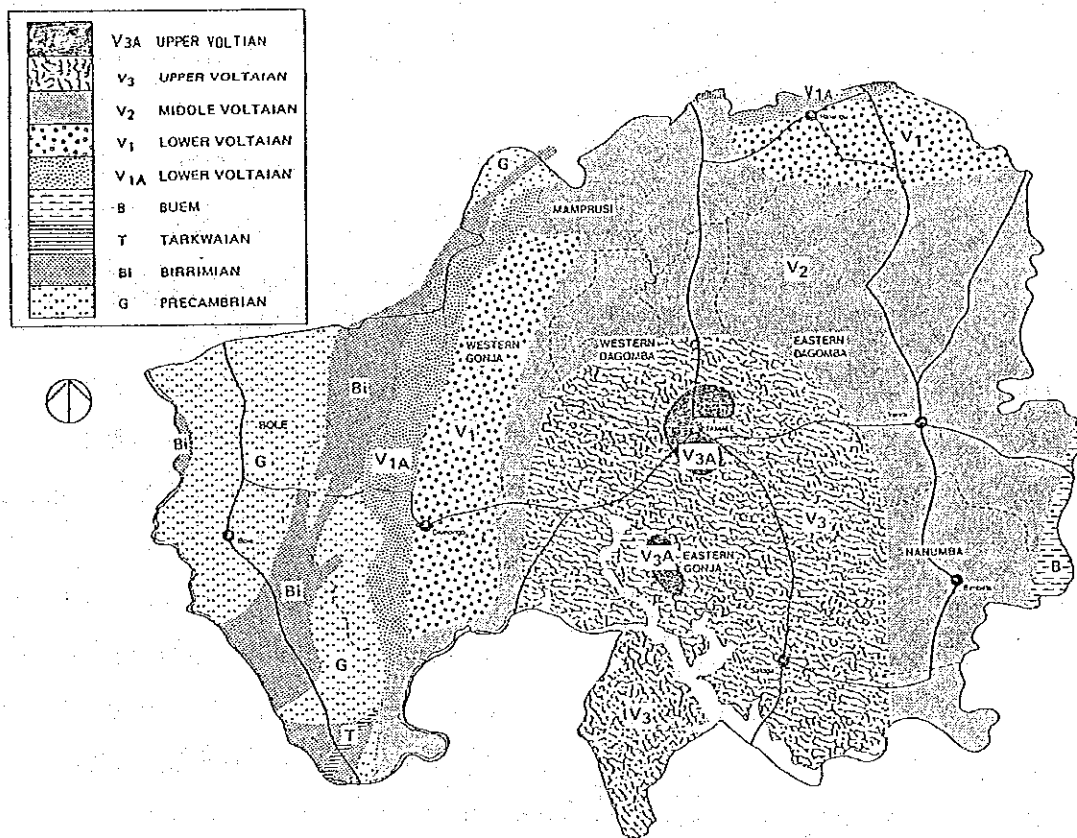 V3A UPPER VOLTIAN
V3 UPPER VOLTAIAN
V2 MIDDLE VOLTAIAN
V1 LOWER VOLTAIAN
V1A LOWER VOLTAIAN
B BUEM
T TARKWAIAN
Bi BIRRIMIAN
G PRECAMBRIAN
V1A
V1
G
MAMPRUSI
V2
WESTERN GONJA
WESTERN DAGOMBA
EASTERN DAGOMBA
Bi
Bi
BOLE
V1
G
V1A
V3A
V3
V3A
EASTERN GONJA
NANUMBA
B
Bole
Bi
G
V3
T